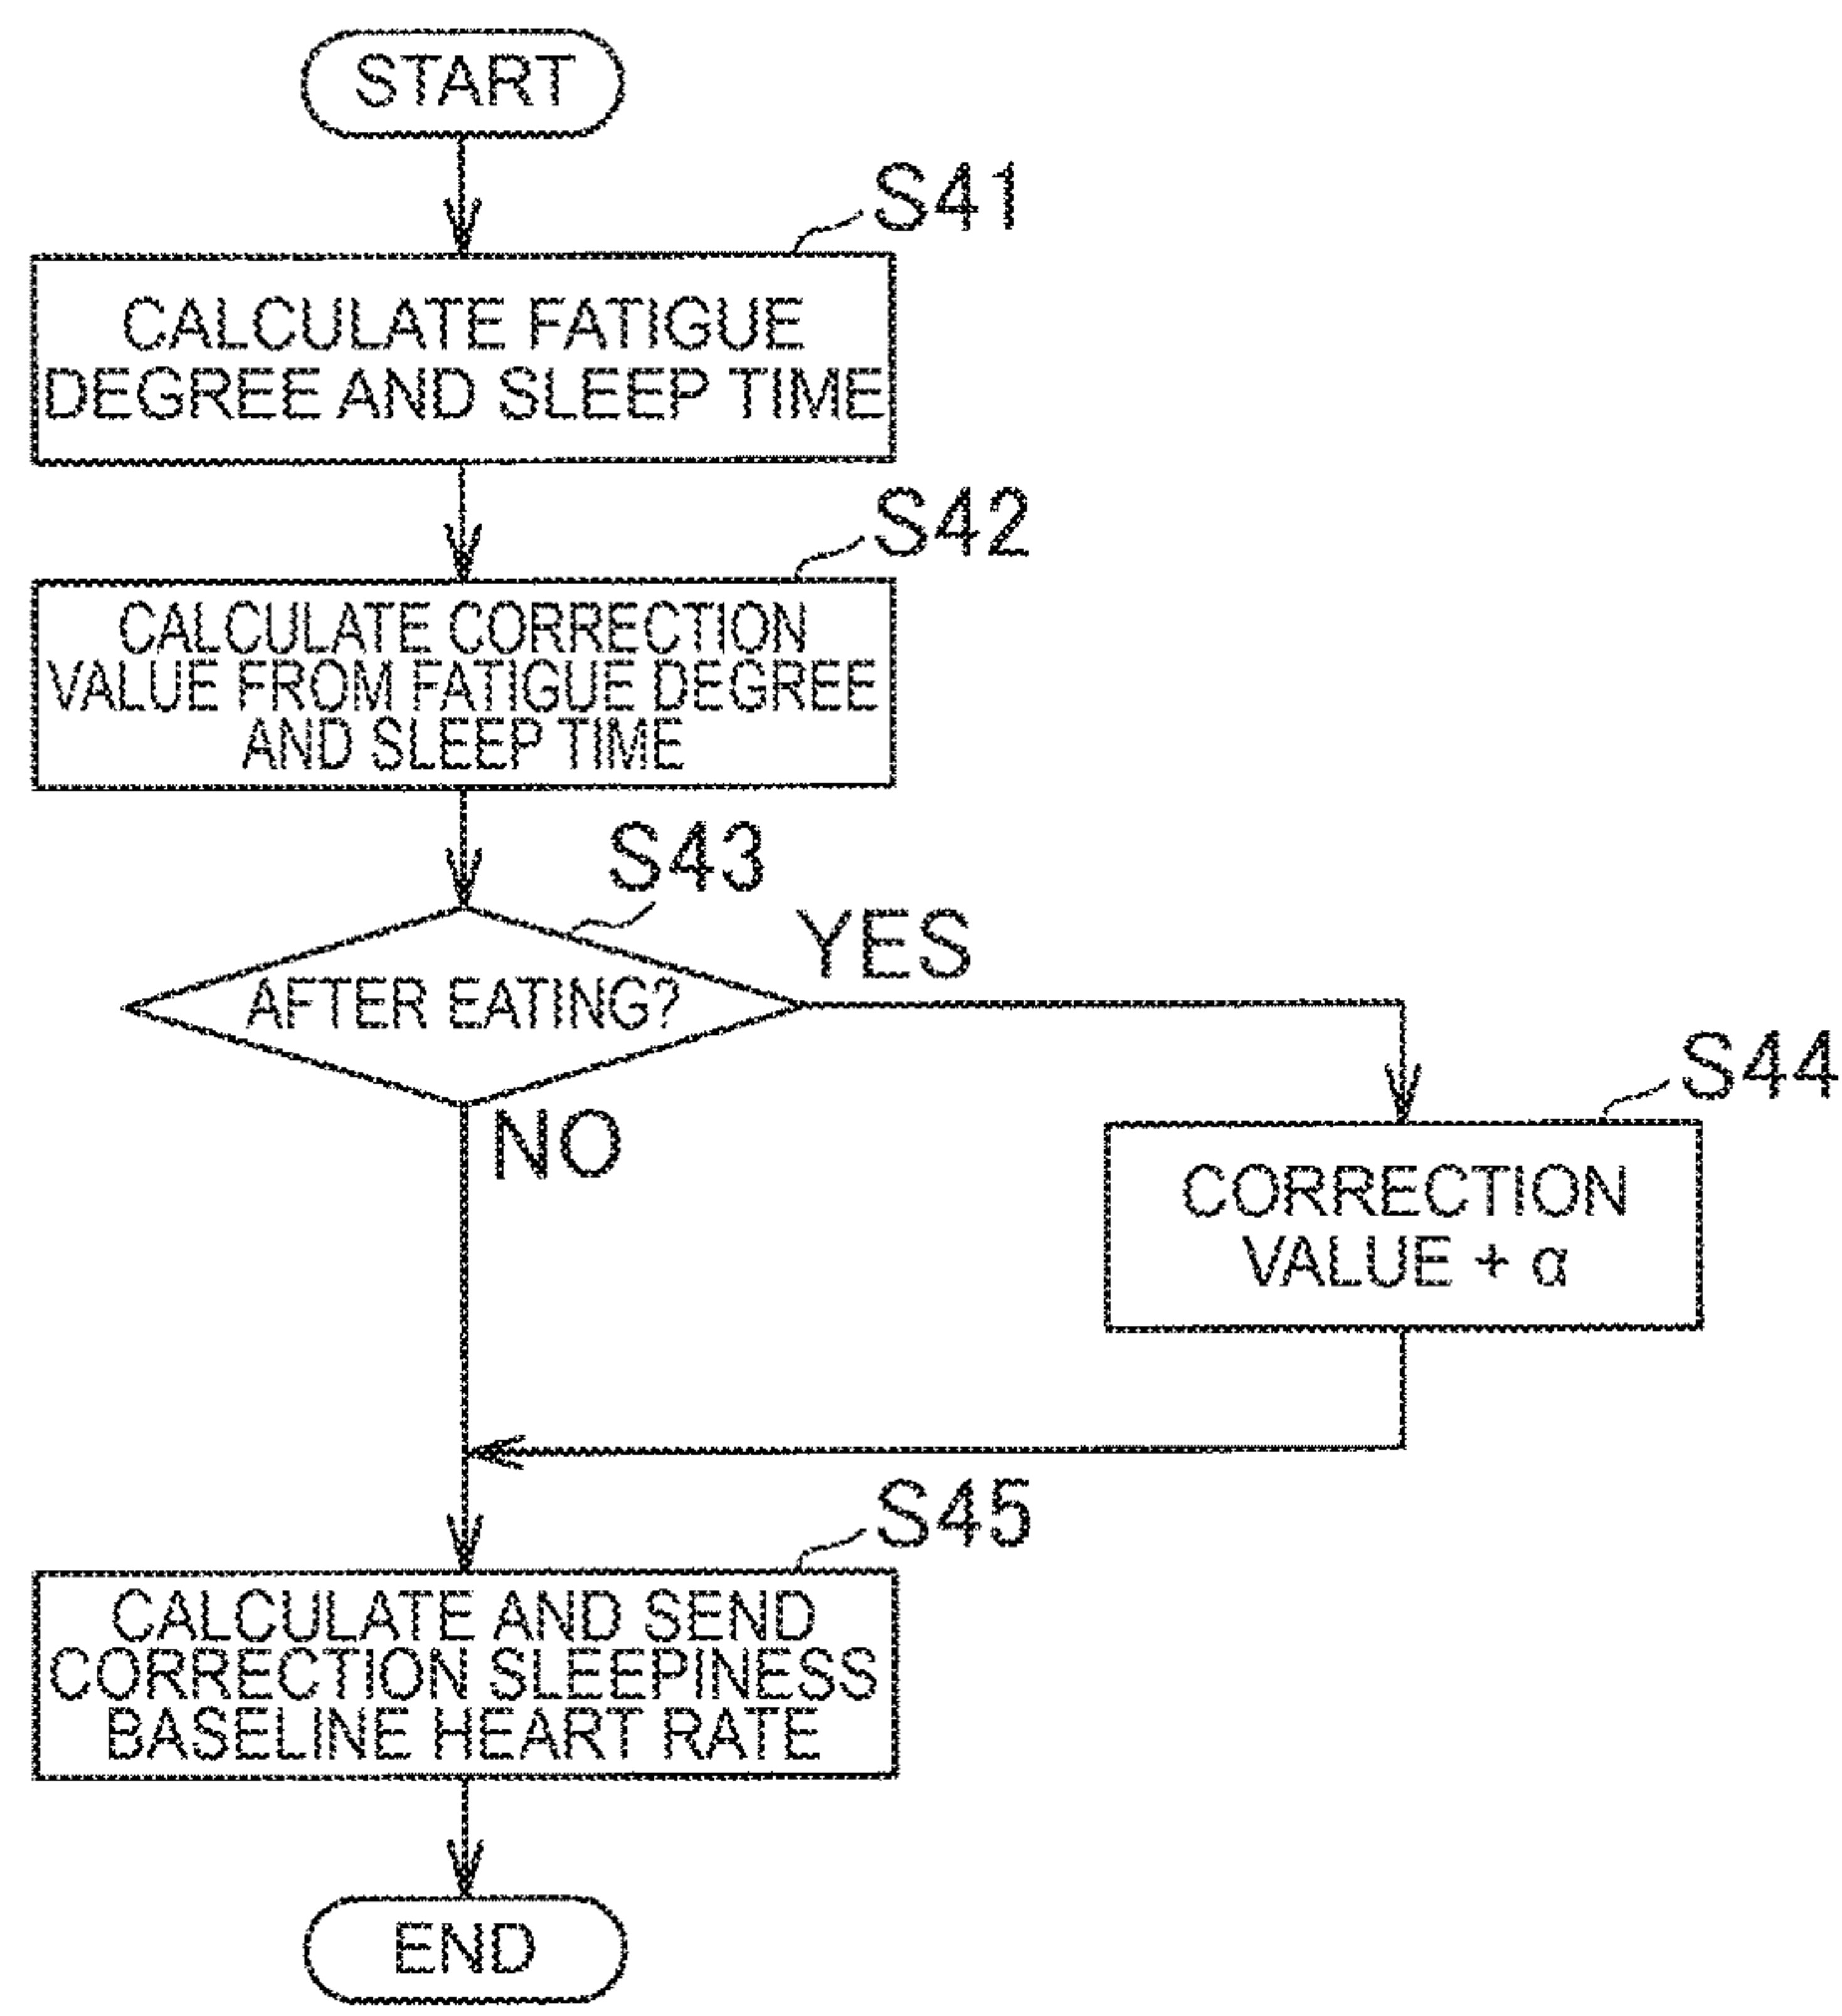 START
S41
CALCULATE FATIGUE
DEGREE AND SLEEP TIME
S42
CALCULATE CORRECTION
VALUE FROM FATIGUE DEGREE
AND SLEEP TIME
S43
YES
AFTER EATING?
NO
S44
CORRECTION
VALUE + α
S45
CALCULATE AND SEND
CORRECTION SLEEPINESS
BASELINE HEART RATE
END